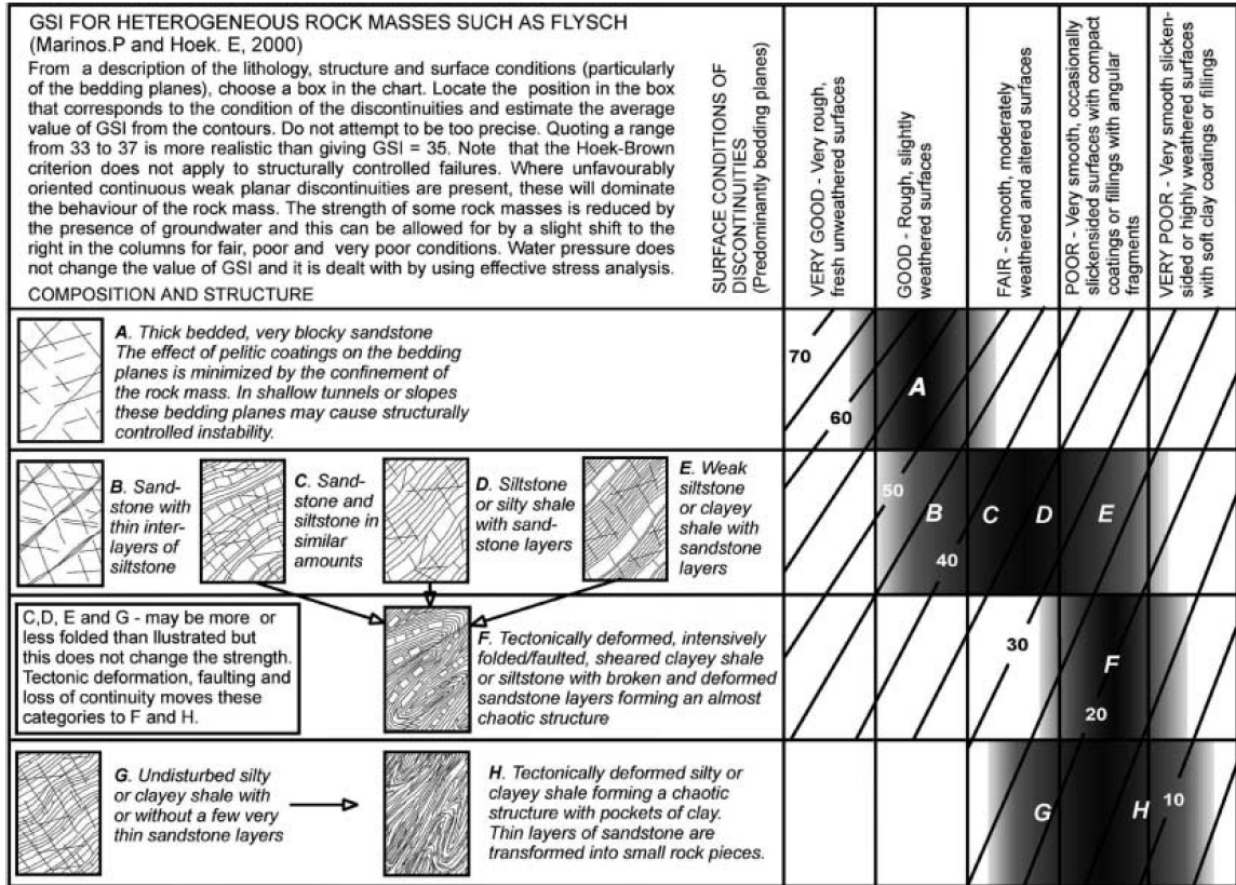 GSI FOR HETEROGENEOUS ROCK MASSES SUCH AS FLYSCH
(Marinos.P and Hoek. E, 2000)
From a description of the lithology, structure and surface conditions (particularly
of the bedding planes), choose a box in the chart. Locate the position in the box
that corresponds to the condition of the discontinuities and estimate the average
value of GSI from the contours. Do not attempt to be too precise. Quoting a range
from 33 to 37 is more realistic than giving GSI = 35. Note that the Hoek-Brown
criterion does not apply to structurally controlled failures. Where unfavourably
oriented continuous weak planar discontinuities are present, these will dominate
the behaviour of the rock mass. The strength of some rock masses is reduced by
the presence of groundwater and this can be allowed for by a slight shift to the
right in the columns for fair, poor and very poor conditions. Water pressure does
not change the value of GSI and it is dealt with by using effective stress analysis.
COMPOSITION AND STRUCTURE
SURFACE CONDITIONS OF
DISCONTINUITIES
(Predominantly bedding planes)
VERY GOOD - Very rough,
fresh unweathered surfaces
GOOD - Rough, slightly
weathered surfaces
FAIR - Smooth, moderately
weathered and altered surfaces
POOR - Very smooth, occasionally
slickensided surfaces with compact
coatings or fillings with angular
fragments
VERY POOR - Very smooth slicken-
sided or highly weathered surfaces
with soft clay coatings or fillings
A. Thick bedded, very blocky sandstone
The effect of pelitic coatings on the bedding
planes is minimized by the confinement of
the rock mass. In shallow tunnels or slopes
these bedding planes may cause structurally
controlled instability.
70
60
A
B. Sand-
stone with
thin inter-
layers of
siltstone
C. Sand-
stone and
siltstone in
similar
amounts
D. Siltstone
or silty shale
with sand-
stone layers
E. Weak
siltstone
or clayey
shale with
sandstone
layers
50
B
C
D
E
40
C,D, E and G - may be more or
less folded than Ilustrated but
this does not change the strength.
Tectonic deformation, faulting and
loss of continuity moves these
categories to F and H.
F. Tectonically deformed, intensively
folded/faulted, sheared clayey shale
or siltstone with broken and deformed
sandstone layers forming an almost
chaotic structure
30
F
20
G. Undisturbed silty
or clayey shale with
or without a few very
thin sandstone layers
H. Tectonically deformed silty or
clayey shale forming a chaotic
structure with pockets of clay.
Thin layers of sandstone are
transformed into small rock pieces.
G
H
10